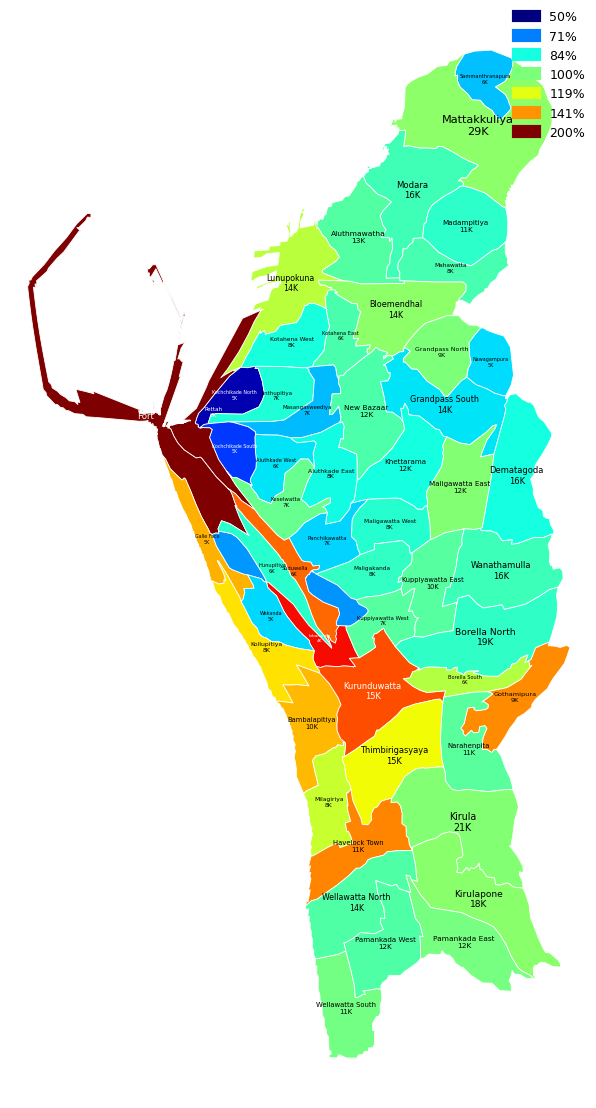 50%
71%
84%
100%
119%
141%
200%
Sammanthranapura
6K
Mattakkuliya
29K
Modara
16K
Madampitiya
11K
Aluthmawatha
13K
Mahawatta
8K
Lunupokuna
14K
Bloemendhal
14K
Kotahena East
6K
Kotahena West
8K
Grandpass North
9K
Nawagampura
5K
Kochchikade North
5K
7K
Masangasweediya
7K
Pettah
Fort
New Bazaar
12K
Grandpass South
14K
Kochchikade South
5K
Aluthkade West
6K
Aluthkade East
8K
Khettarama
12K
Dematagoda
16K
Maligawatta East
12K
Keselwatta
7K
Maligawatta West
8K
Galle Face
5K
Panchikawatta
7K
Hunupitiya
6K
Suduwella
6K
Maligakanda
8K
Wanathamulla
16K
Kuppiyawatta East
10K
Wekanda
5K
Kuppiyawatta West
7K
Kollupitiya
8K
Borella North
19K
Borella South
6K
Kurunduwatta
15K
Gothamipura
9K
Bambalapitiya
10K
Thimbirigasyaya
15K
Narahenpita
11K
Milagiriya
8K
Kirula
21K
Havelock Town
11K
Wellawatta North
14K
Kirulapone
18K
Pamankada West
12K
Pamankada East
12K
Wellawatta South
11K